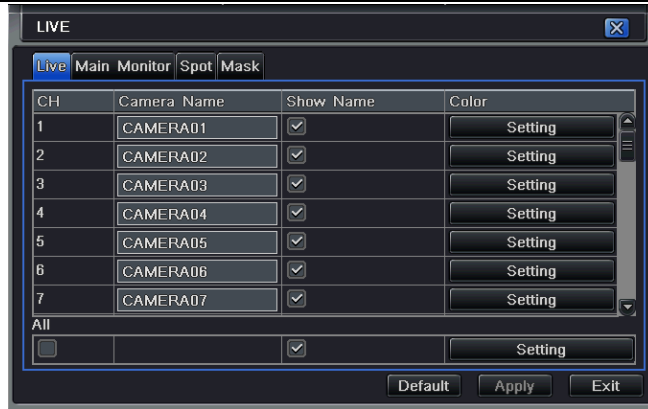 LIVE
Live Main Monitor Spot Mask
CH Camera Name Show Name Color
1 CAMERA01 Setting
2 CAMERA02 Setting
3 CAMERA03 Setting
4 CAMERA04 Setting
5 CAMERA05 Setting
6 CAMERA06 Setting
7 CAMERA07 Setting
All
Setting
Default Apply Exit